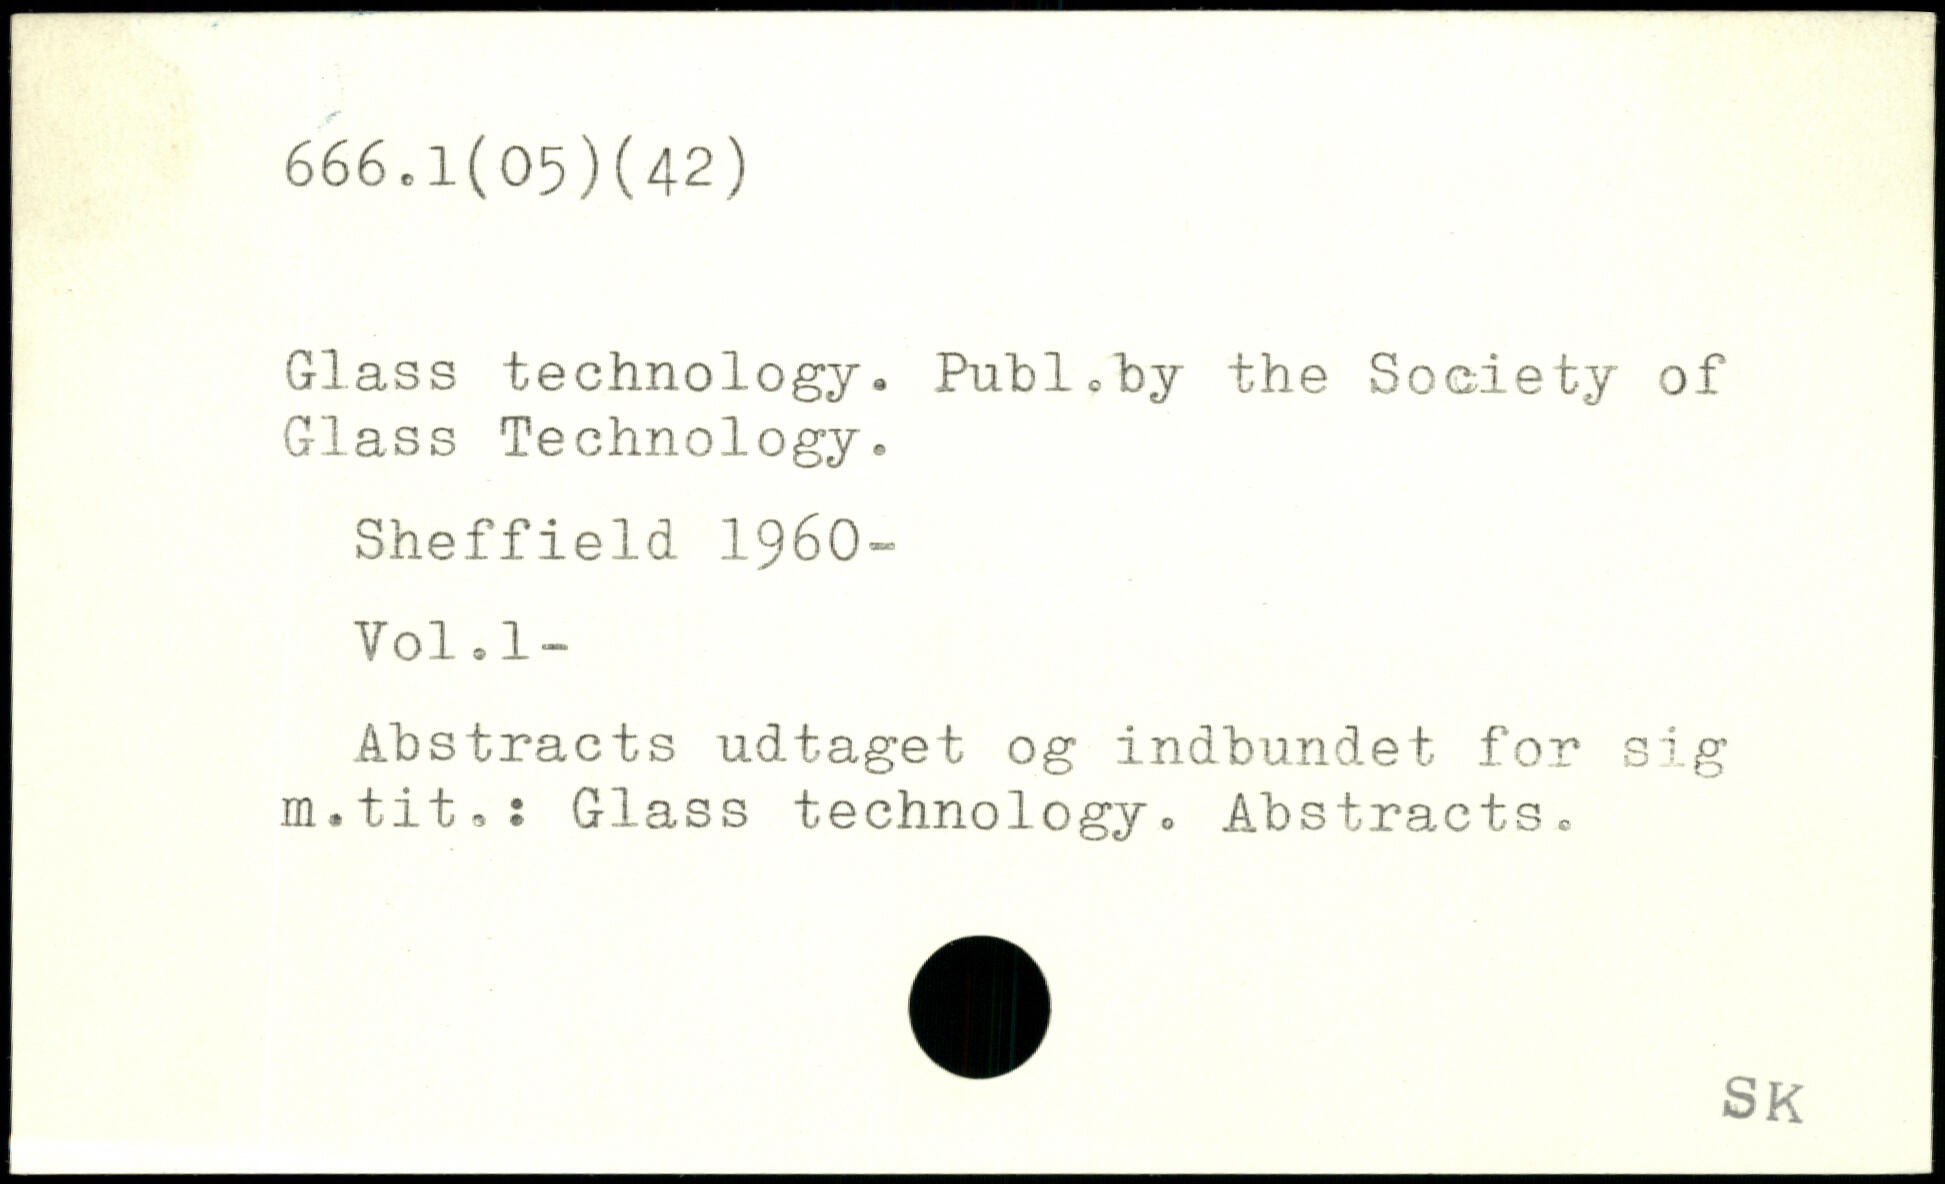 666.1(05)(42)
Glass technology. Publ.by the Society of
Glass Technology.
Sheffield 1960-
Vol.1-
Abstracts udtaget og indbundet for sig
m.tit.: Glass technology. Abstracts.
SK